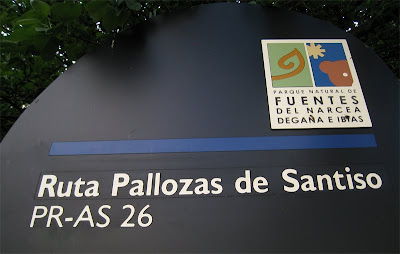 PARQUE NATURAL DE
FUENTES
DEL NARCEA
DEGAÑA E IBIAS
Ruta Pallozas de Santiso
PR-AS 26